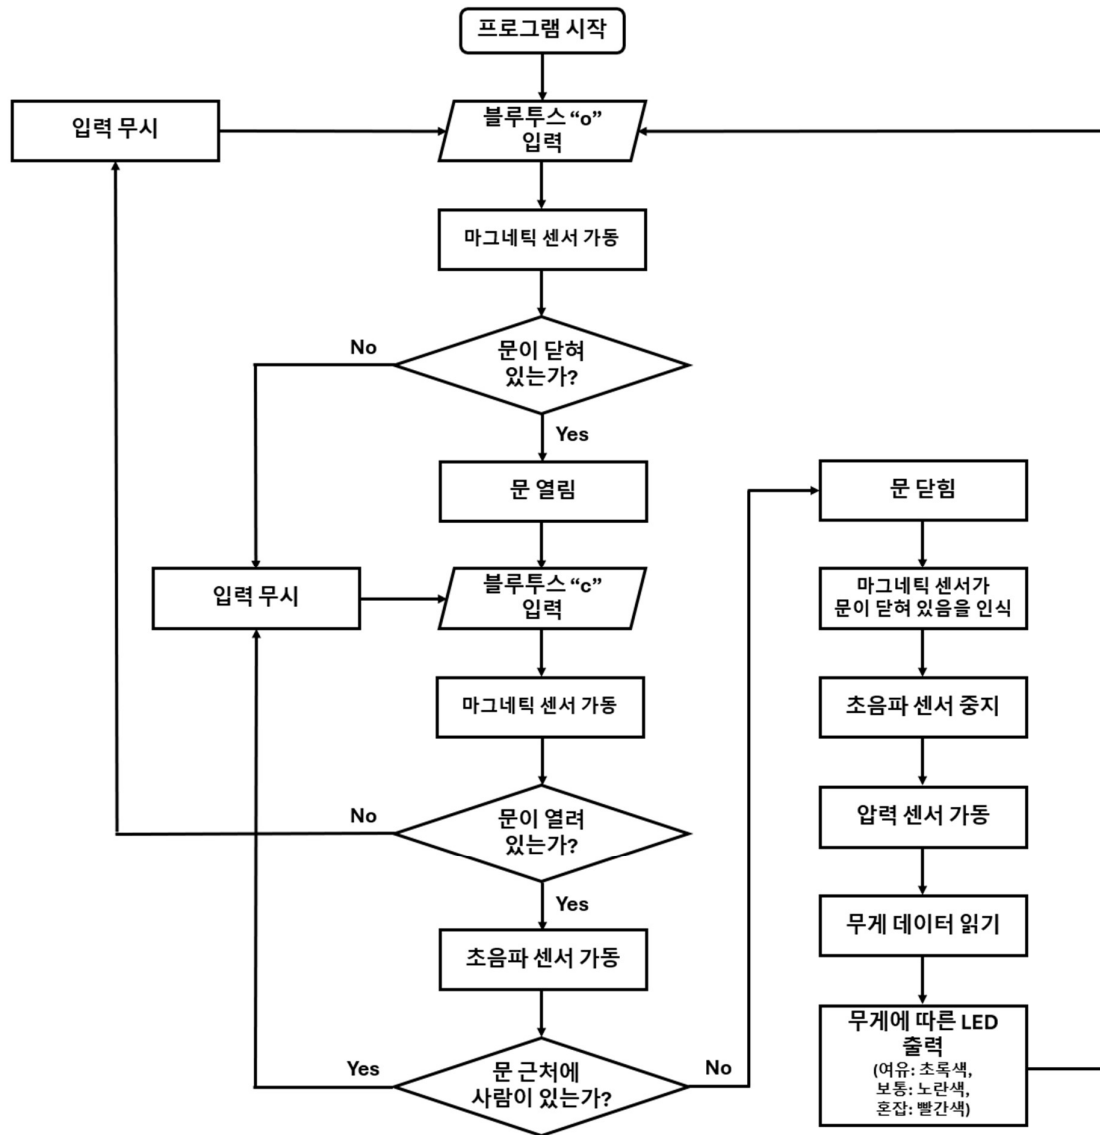 프로그램 시작
입력 무시
블루투스 “o”
입력
마그네틱 센서 가동
No
문이 닫혀
있는가?
Yes
문 열림
입력 무시
블루투스 “c”
입력
마그네틱 센서 가동
No
문이 열려
있는가?
Yes
초음파 센서 가동
Yes
문 근처에
사람이 있는가?
No
문 닫힘
마그네틱 센서가
문이 닫혀 있음을 인식
초음파 센서 중지
압력 센서 가동
무게 데이터 읽기
무게에 따른 LED
출력
(여유: 초록색,
보통: 노란색,
혼잡: 빨간색)